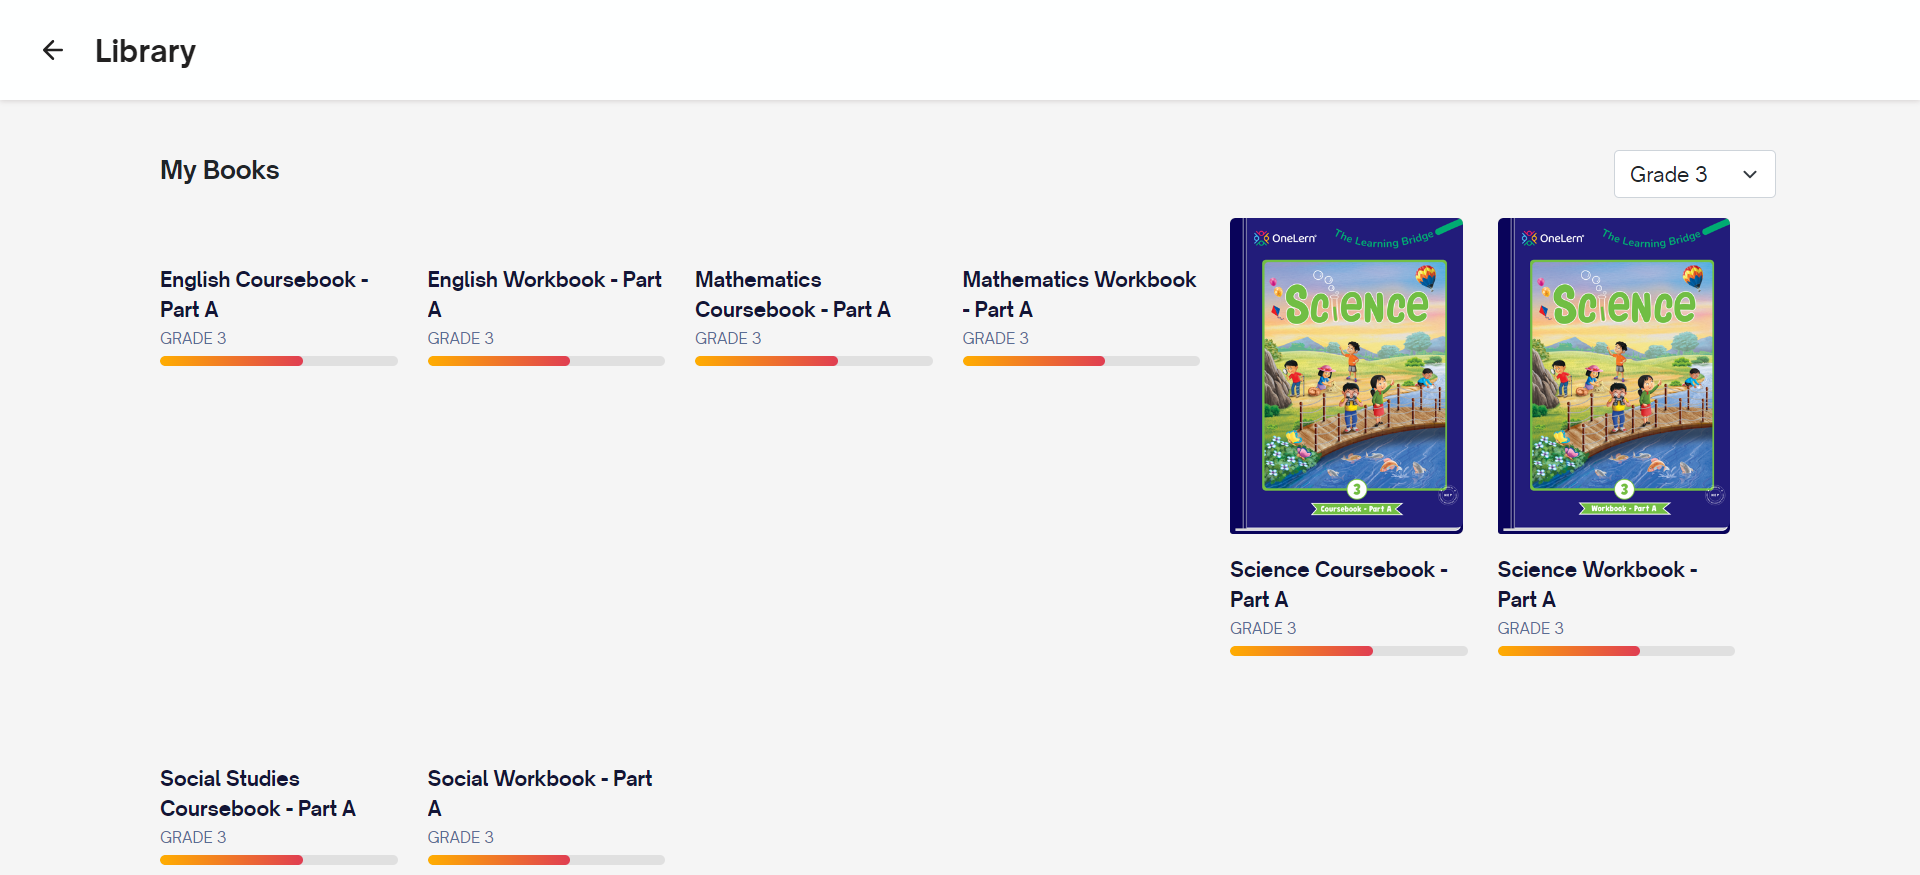 Library
My Books
Grade 3
English Coursebook -
Part A
GRADE 3
English Workbook - Part
A
GRADE 3
Mathematics
Coursebook - Part A
GRADE 3
Mathematics Workbook
- Part A
GRADE 3
OneLern
The Learning Bridge
Science
3
Coursebook - Part A
Science Coursebook -
Part A
GRADE 3
OneLern
The Learning Bridge
Science
3
Workbook - Part A
Science Workbook -
Part A
GRADE 3
Social Studies
Coursebook - Part A
GRADE 3
Social Workbook - Part
A
GRADE 3